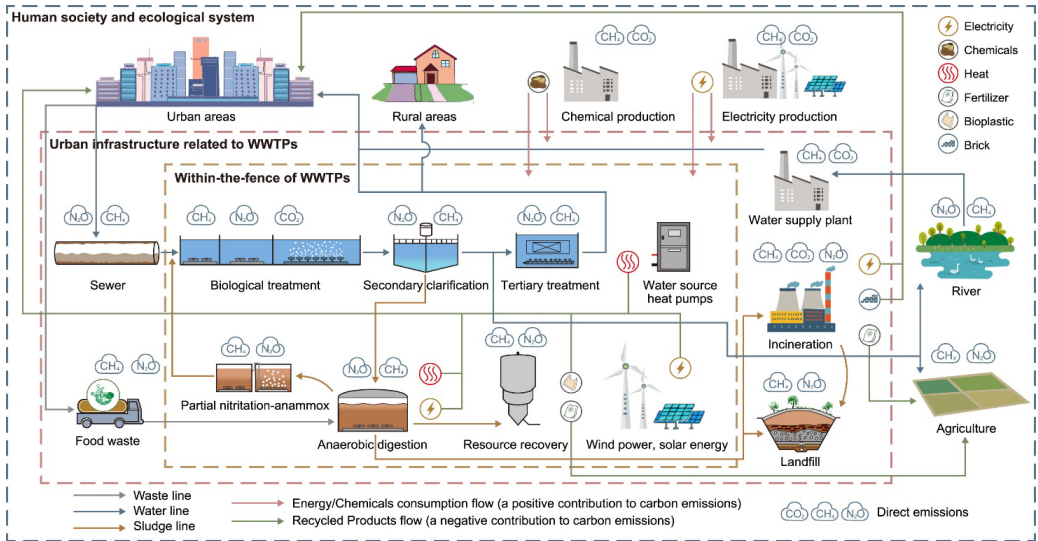 Human society and ecological system
CH₄ CO₂
CH₄ CO₂
Electricity
Chemicals
Heat
Fertilizer
Bioplastic
Brick
Urban areas
Rural areas
Chemical production
Electricity production
Urban infrastructure related to WWTPs
Within-the-fence of WWTPs
CH₄ CO₂
Water supply plant
N₂O CH₄
CH₄ N₂O CO₂
N₂O CH₄
N₂O CH₄
N₂O CH₄
Sewer
Biological treatment
Secondary clarification
Tertiary treatment
Water source
heat pumps
CH₄ CO₂ N₂O
River
Incineration
CH₄ N₂O
CH₄ N₂O
N₂O CH₄
CH₄ N₂O
CH₄ N₂O
CH₄ N₂O
Partial nitritation-anammox
Food waste
Anaerobic digestion
Resource recovery
Wind power, solar energy
Landfill
Agriculture
Waste line
Water line
Sludge line
Energy/Chemicals consumption flow (a positive contribution to carbon emissions)
Recycled Products flow (a negative contribution to carbon emissions)
CO₂ CH₄ N₂O
Direct emissions